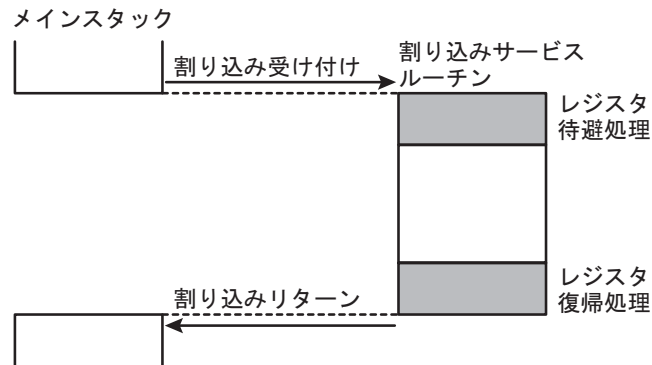 メインスタック
割り込み受け付け
割り込みサービス
ルーチン
レジスタ
待避処理
レジスタ
復帰処理
割り込みリターン